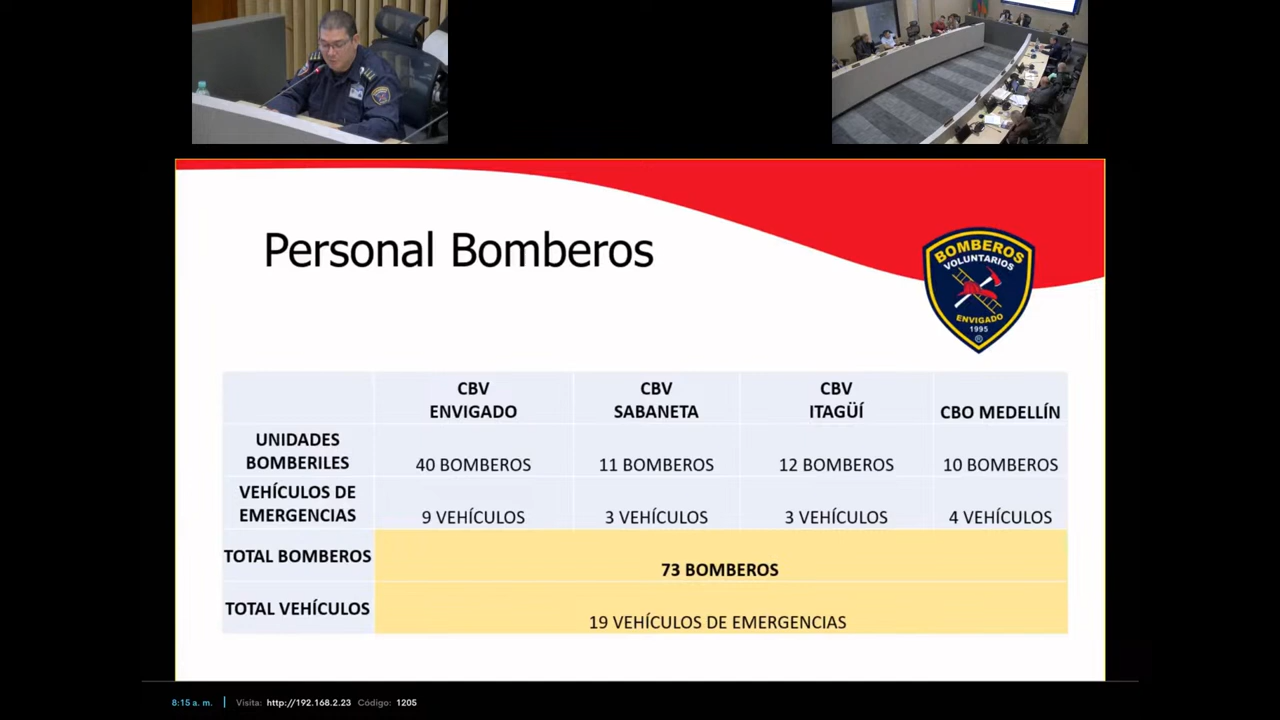 Personal Bomberos
BOMBEROS
VOLUNTARIOS
ENVIGADO
1995
CBV
ENVIGADO
CBV
SABANETA
CBV
ITAGÜÍ
CBO MEDELLÍN
UNIDADES
BOMBERILES
40 BOMBEROS
11 BOMBEROS
12 BOMBEROS
10 BOMBEROS
VEHÍCULOS DE
EMERGENCIAS
9 VEHÍCULOS
3 VEHÍCULOS
3 VEHÍCULOS
4 VEHÍCULOS
TOTAL BOMBEROS
73 BOMBEROS
TOTAL VEHÍCULOS
19 VEHÍCULOS DE EMERGENCIAS
8:15 a. m. | Visita: http://192.168.2.23 Código: 1205